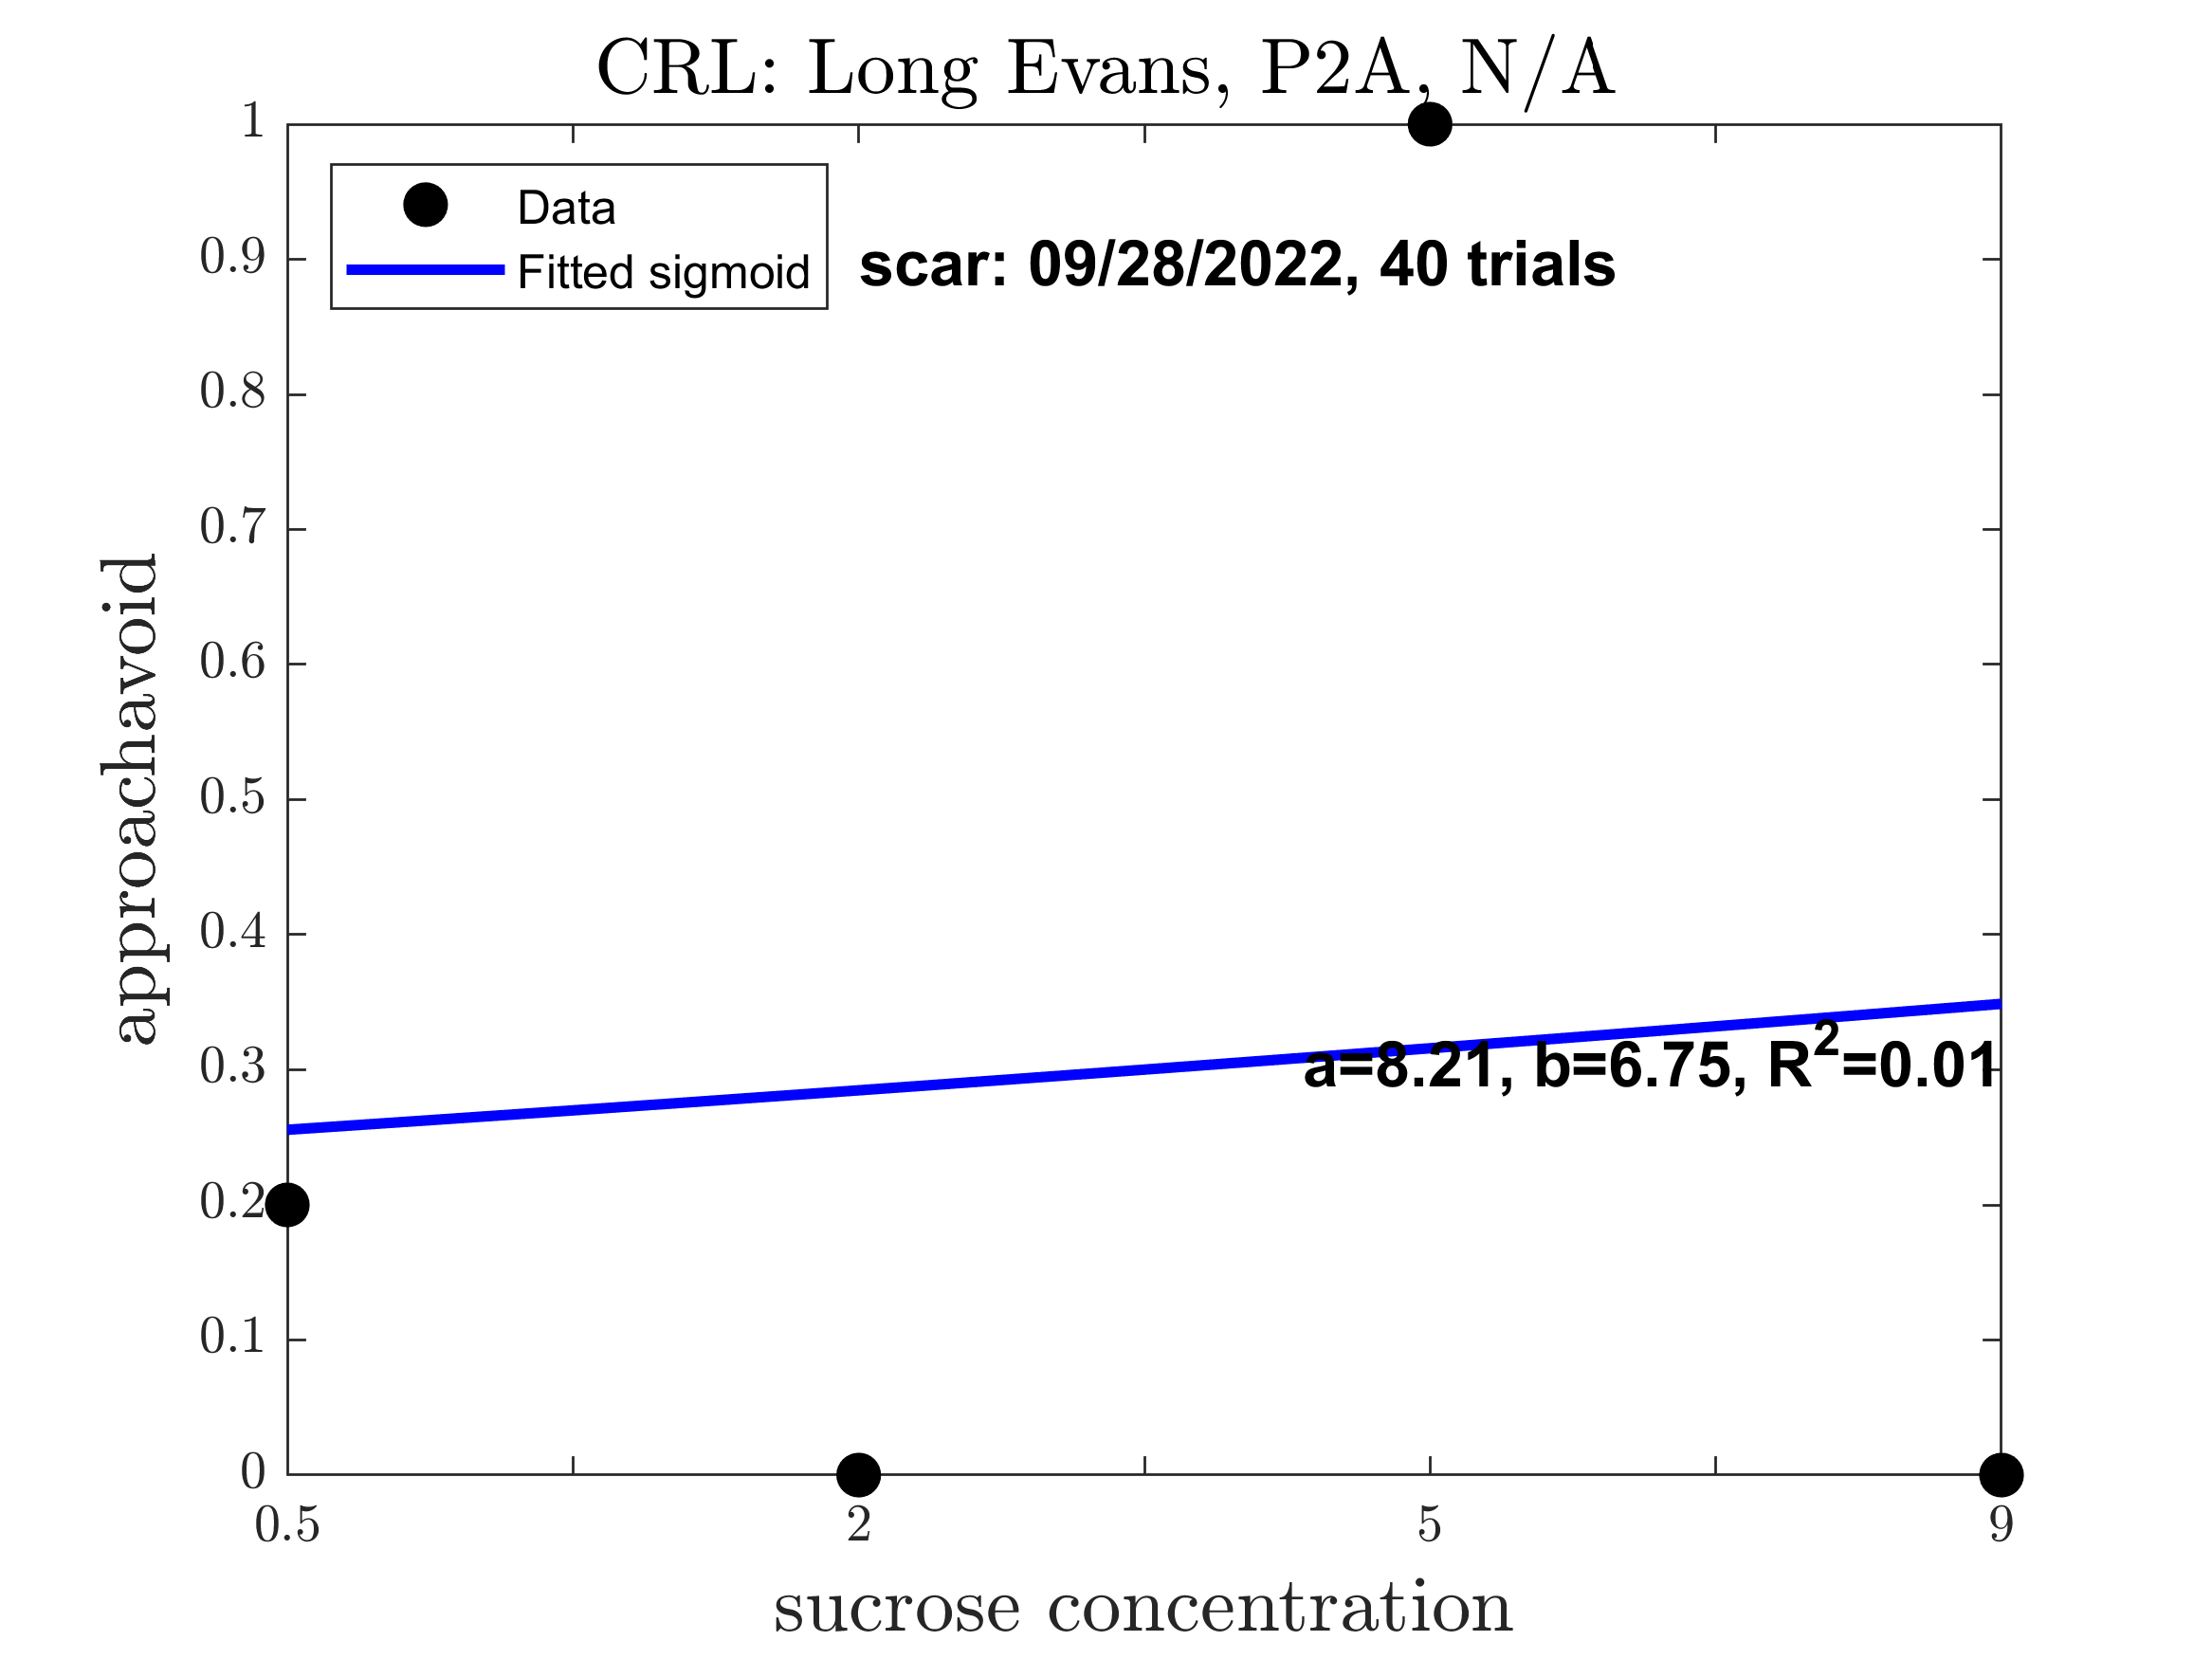 CRL: Long Evans, P2A, N/A
1
Data
Fitted sigmoid
scar: 09/28/2022, 40 trials
0.9
0.8
0.7
0.6
0.5
0.4
0.3
0.2
0.1
0
approachavoid
a=8.21, b=6.75, R²=0.01
0.5 2 5 9
sucrose concentration